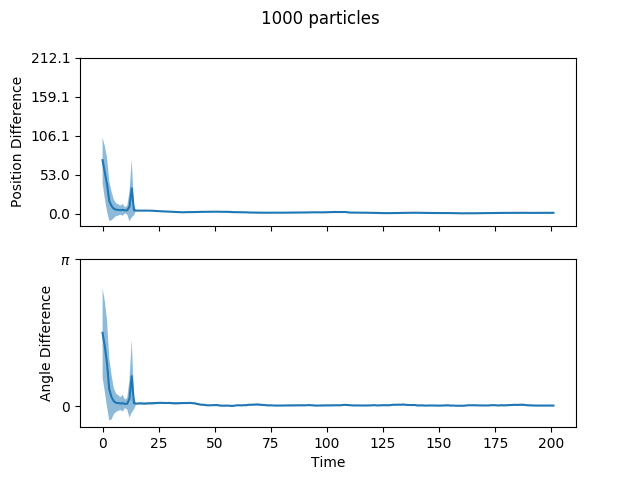 1000 particles
212.1
159.1
106.1
53.0
0.0
Position Difference
π
0
Angle Difference
0 25 50 75 100 125 150 175 200
Time